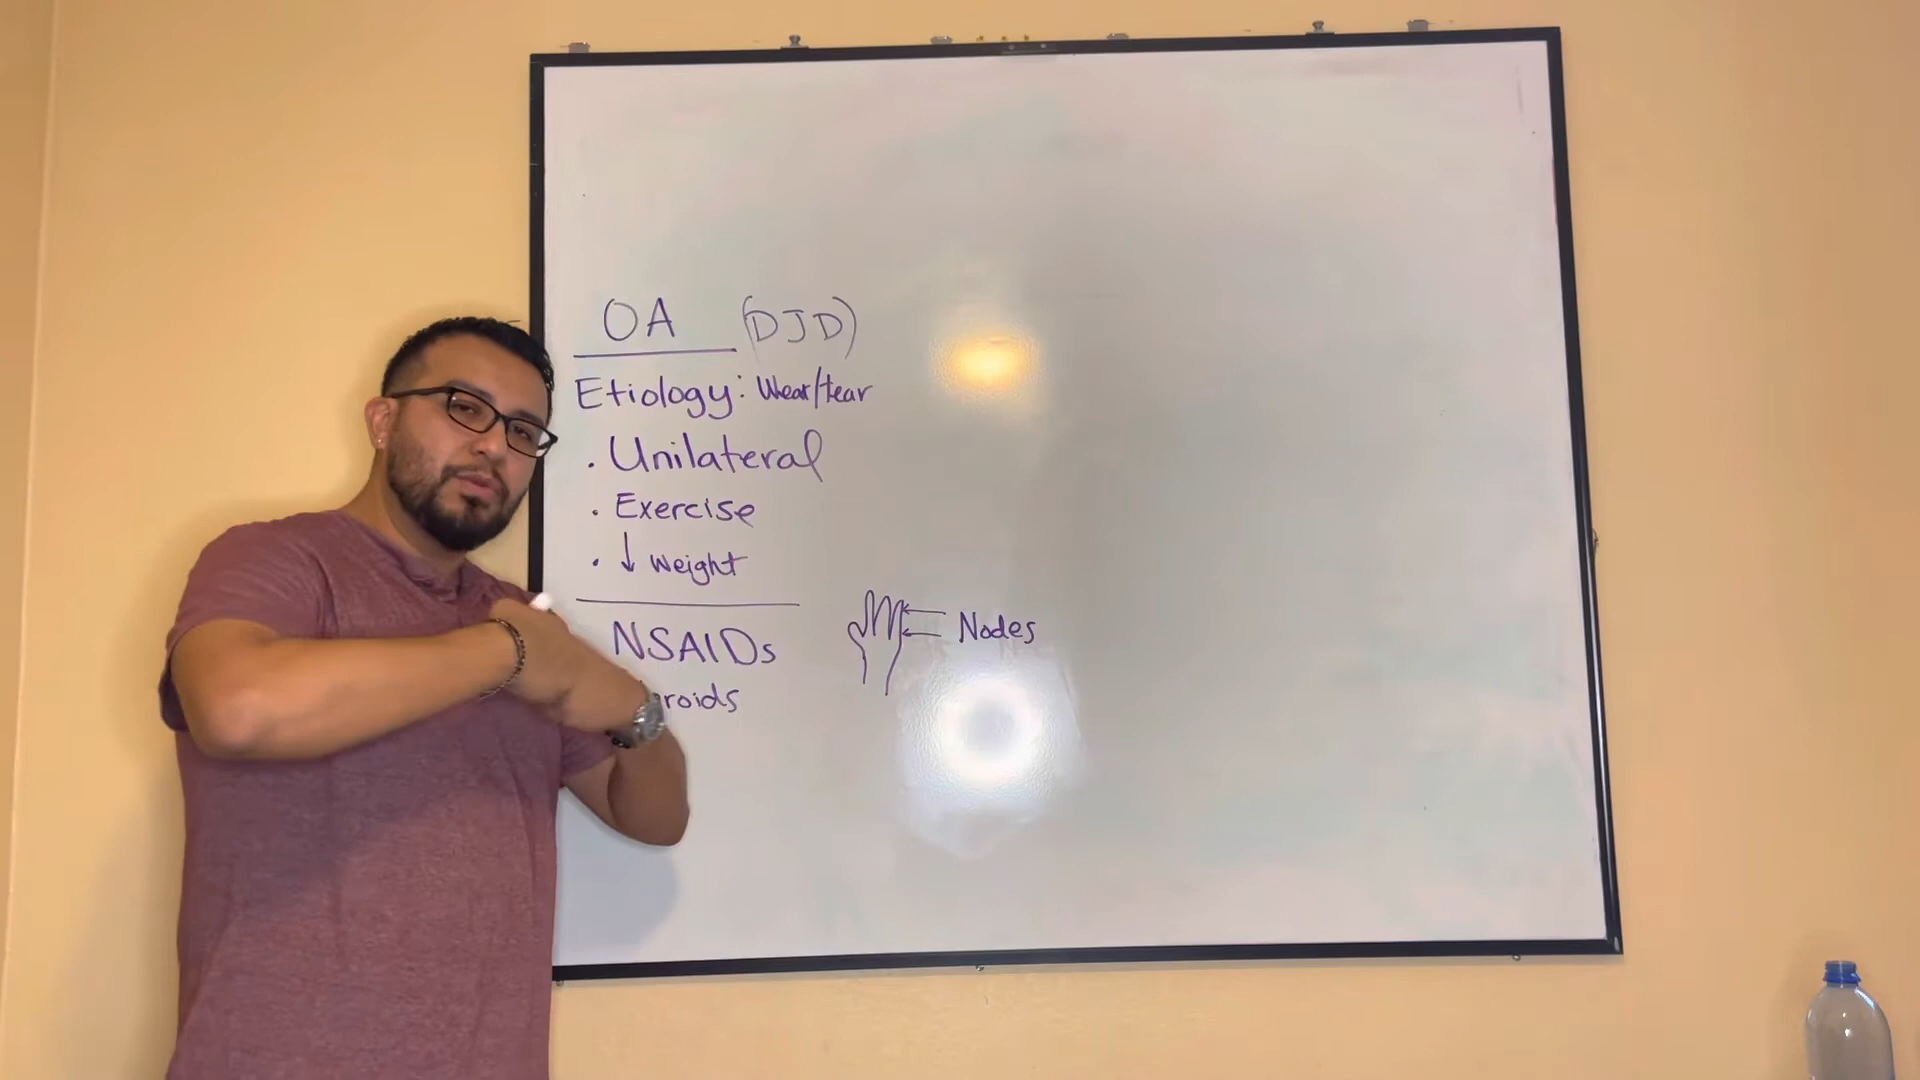 OA (DJD)
Etiology: Wear/tear
. Unilateral
. Exercise
. ↓ weight
NSAIDs
Nodes